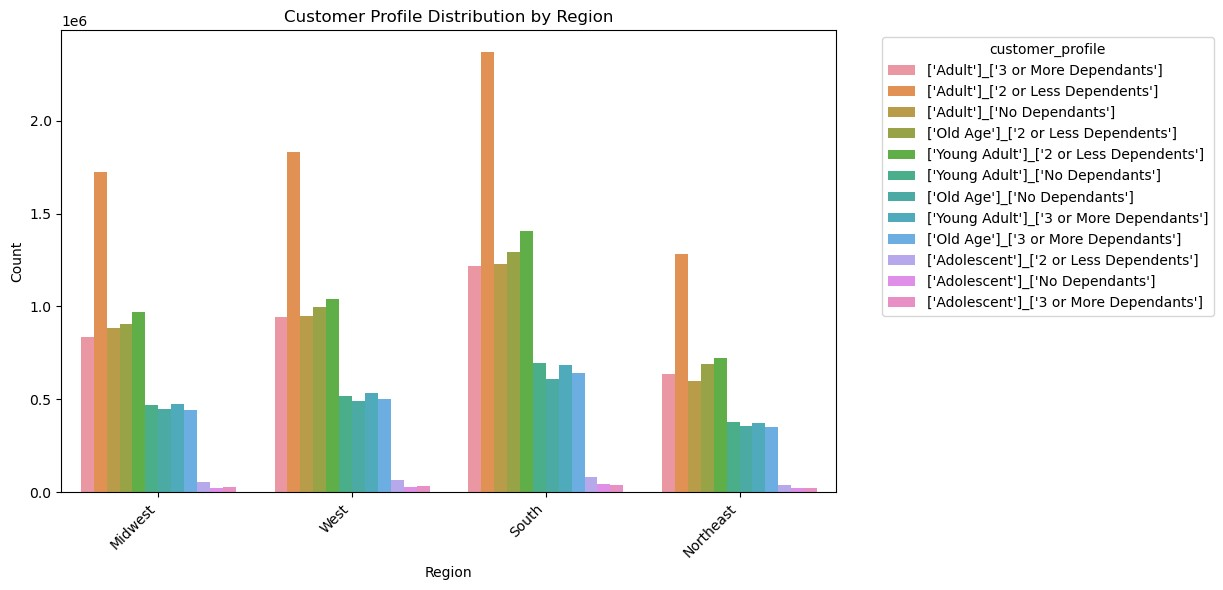 Customer Profile Distribution by Region
1e6
2.0
1.5
1.0
0.5
0.0
Count
Midwest
West
South
Northeast
Region
customer_profile
['Adult']_['3 or More Dependants']
['Adult']_['2 or Less Dependents']
['Adult']_['No Dependants']
['Old Age']_['2 or Less Dependents']
['Young Adult']_['2 or Less Dependents']
['Young Adult']_['No Dependants']
['Old Age']_['No Dependants']
['Young Adult']_['3 or More Dependants']
['Old Age']_['3 or More Dependants']
['Adolescent']_['2 or Less Dependents']
['Adolescent']_['No Dependants']
['Adolescent']_['3 or More Dependants']